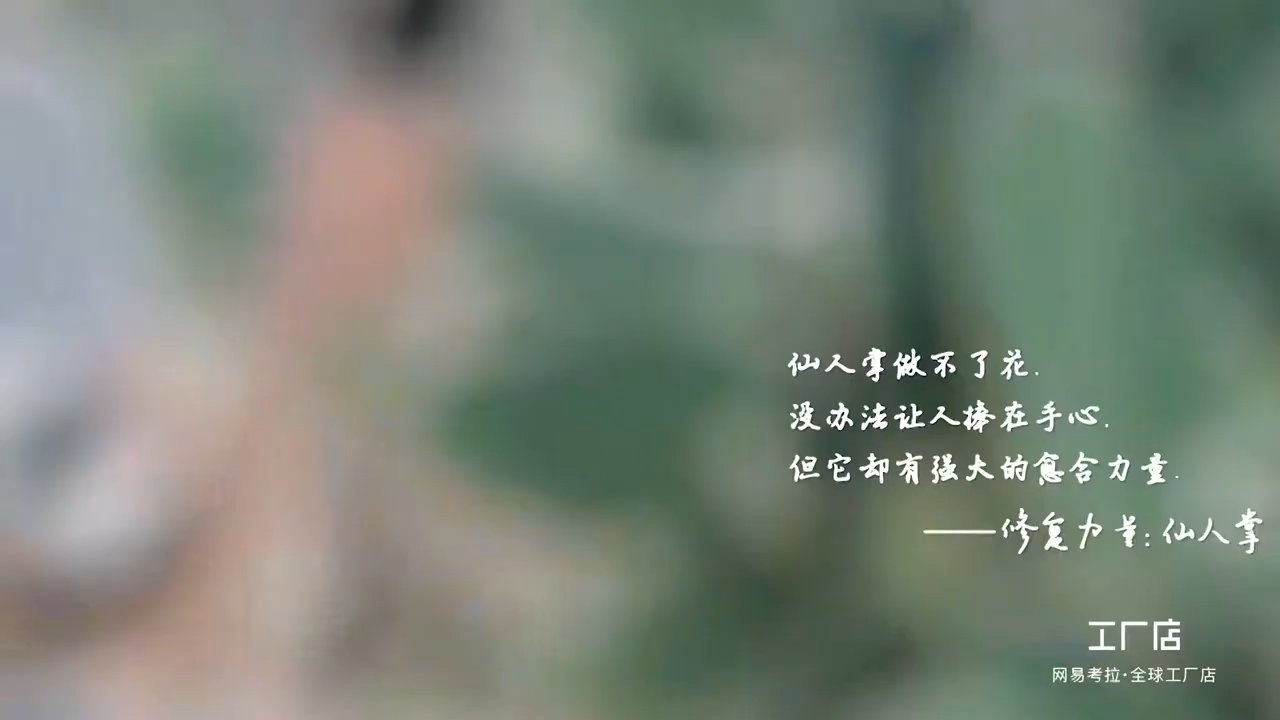 仙人掌做不了花.
没办法让人捧在手心.
但它却有强大的愈合力量.
——修复力量:仙人掌
工厂店
网易考拉·全球工厂店